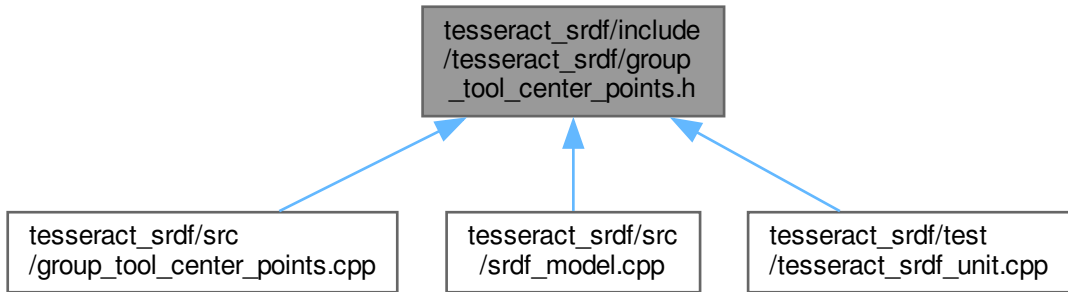 tesseract_srdf/include
/tesseract_srdf/group
_tool_center_points.h
tesseract_srdf/src
/group_tool_center_points.cpp
tesseract_srdf/src
/srdf_model.cpp
tesseract_srdf/test
/tesseract_srdf_unit.cpp